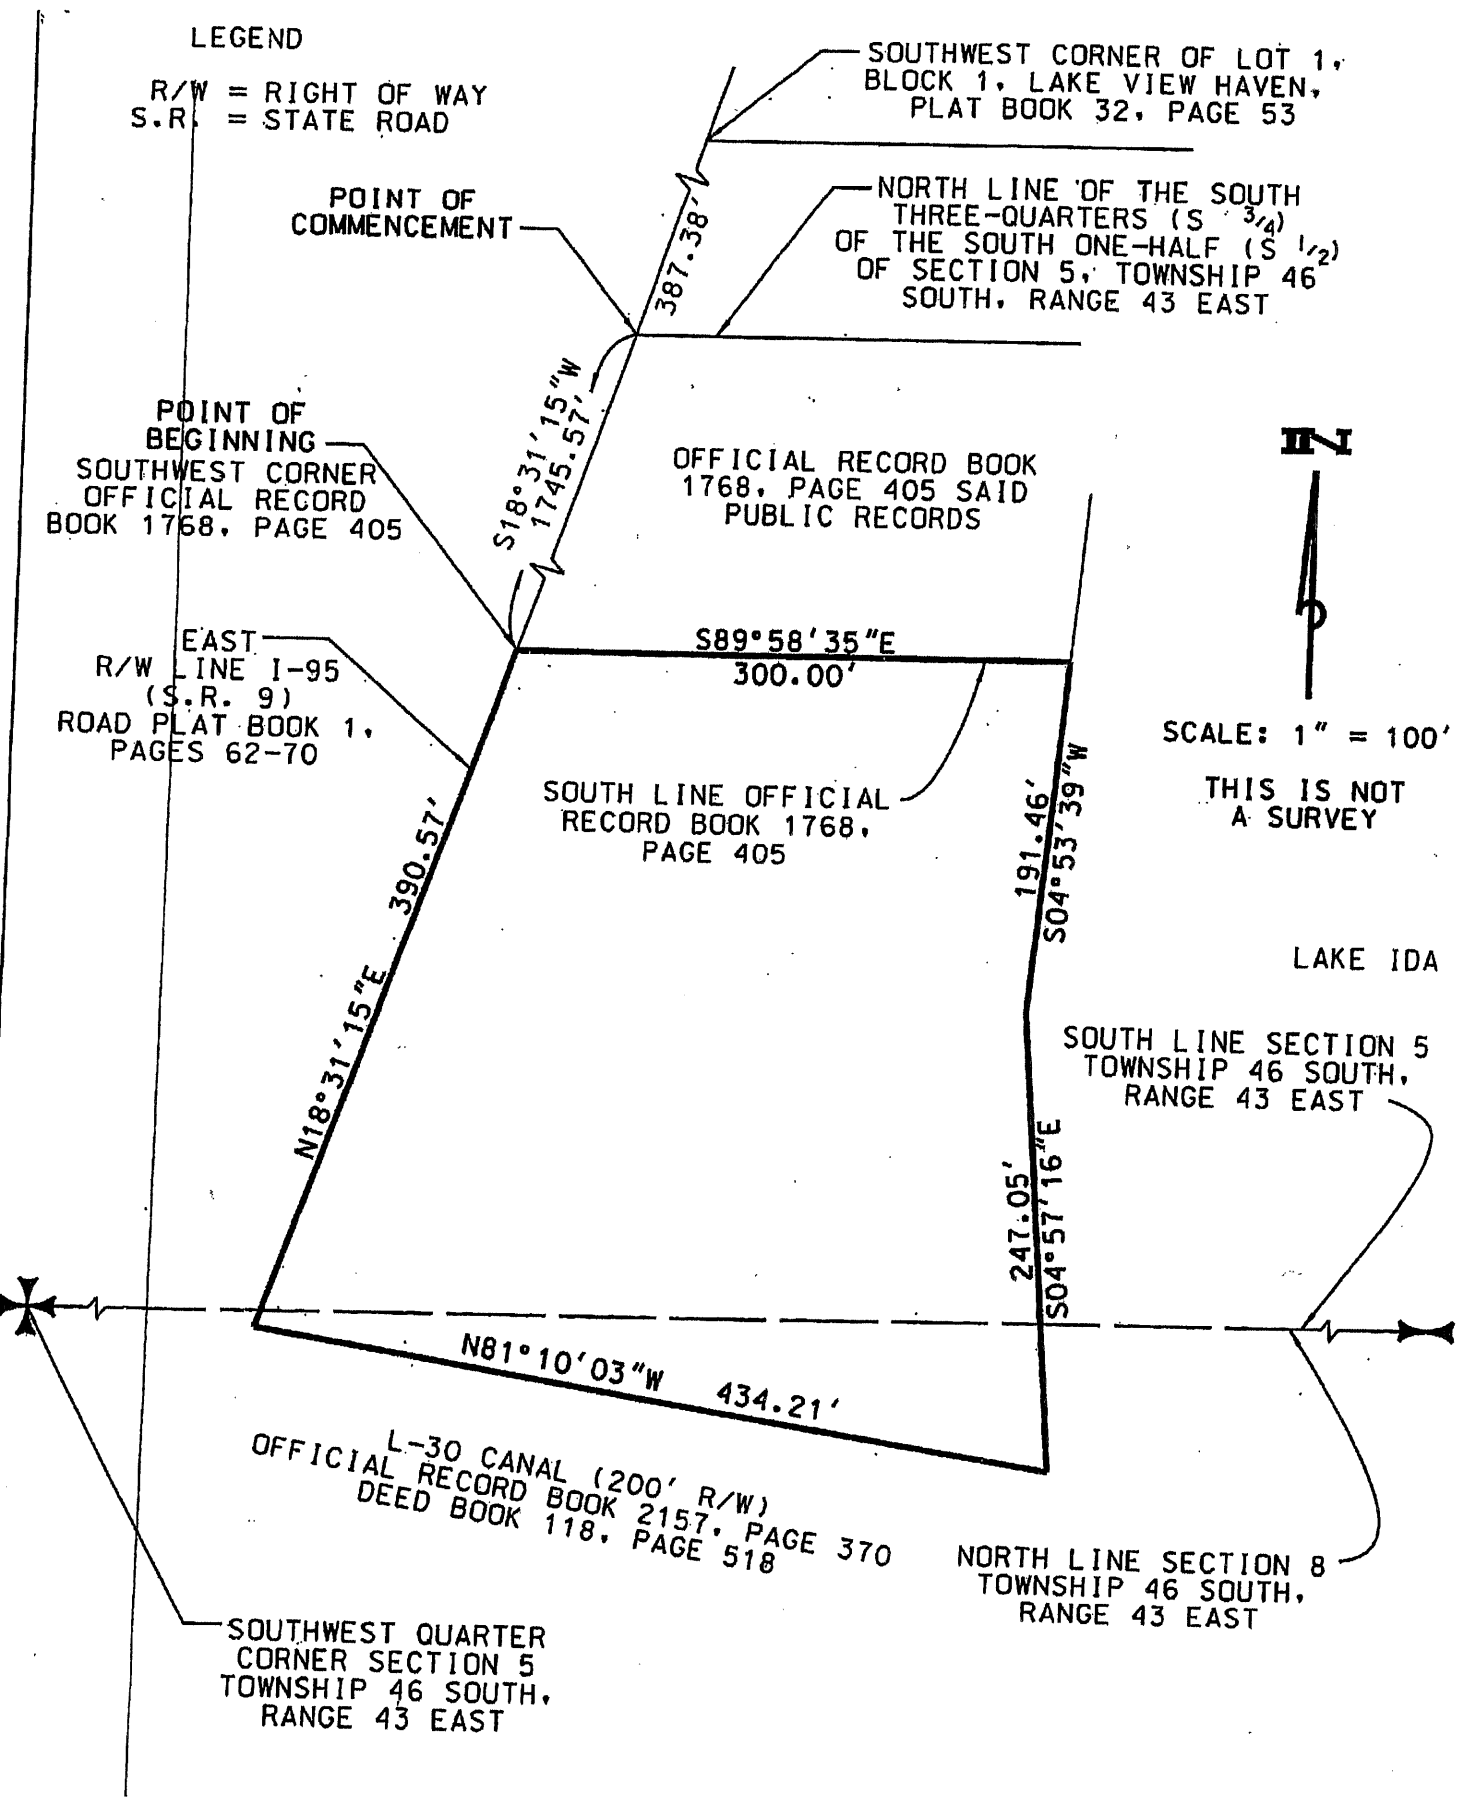 LEGEND
R/W = RIGHT OF WAY
S.R. = STATE ROAD
SOUTHWEST CORNER OF LOT 1,
BLOCK 1, LAKE VIEW HAVEN,
PLAT BOOK 32, PAGE 53
POINT OF
COMMENCEMENT
NORTH LINE OF THE SOUTH
THREE-QUARTERS (S 3/4)
OF THE SOUTH ONE-HALF (S 1/2)
OF SECTION 5, TOWNSHIP 46
SOUTH, RANGE 43 EAST
387.38'
S18°31'15"W
1745.57'
POINT OF
BEGINNING
SOUTHWEST CORNER
OFFICIAL RECORD
BOOK 1768, PAGE 405
OFFICIAL RECORD BOOK
1768, PAGE 405 SAID
PUBLIC RECORDS
N
EAST
R/W LINE I-95
(S.R. 9)
ROAD PLAT BOOK 1,
PAGES 62-70
S89°58'35"E
300.00'
SCALE: 1" = 100'
THIS IS NOT
A SURVEY
SOUTH LINE OFFICIAL
RECORD BOOK 1768,
PAGE 405
191.46'
S04°53'39"W
N18°31'15"E 390.57'
LAKE IDA
SOUTH LINE SECTION 5
TOWNSHIP 46 SOUTH,
RANGE 43 EAST
247.05'
S04°57'16"E
N81°10'03"W 434.21'
L-30 CANAL (200' R/W)
OFFICIAL RECORD BOOK 2157, PAGE 370
DEED BOOK 118, PAGE 518
NORTH LINE SECTION 8
TOWNSHIP 46 SOUTH,
RANGE 43 EAST
SOUTHWEST QUARTER
CORNER SECTION 5
TOWNSHIP 46 SOUTH,
RANGE 43 EAST